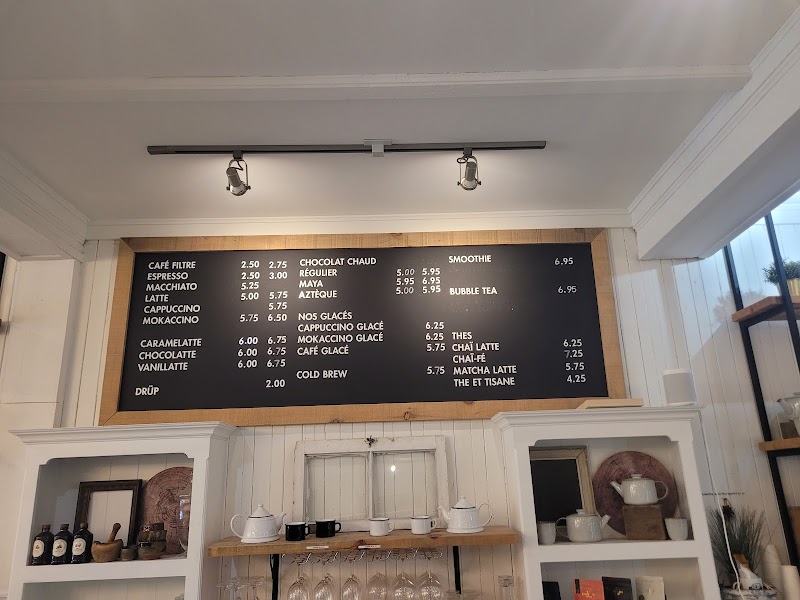 CAFÉ FILTRE 2.50 2.75
ESPRESSO 2.50 3.00
MACCHIATO 5.25
LATTE 5.00 5.75
CAPPUCCINO 5.75
MOKACCINO 5.75 6.50
CARAMELATTE 6.00 6.75
CHOCOLATTE 6.00 6.75
VANILLATTE 6.00 6.75
DRÜP 2.00
CHOCOLAT CHAUD
RÉGULIER 5.00 5.95
MAYA 5.95 6.95
AZTÈQUE 5.00 5.95
NOS GLACÉS
CAPPUCCINO GLACÉ 6.25
MOKACCINO GLACÉ 6.25
CAFÉ GLACÉ 5.75
COLD BREW 5.75
SMOOTHIE 6.95
BUBBLE TEA 6.95
THES
CHAÏ LATTE 6.25
CHAÏ-FÉ 7.25
MATCHA LATTE 5.75
THE ET TISANE 4.25